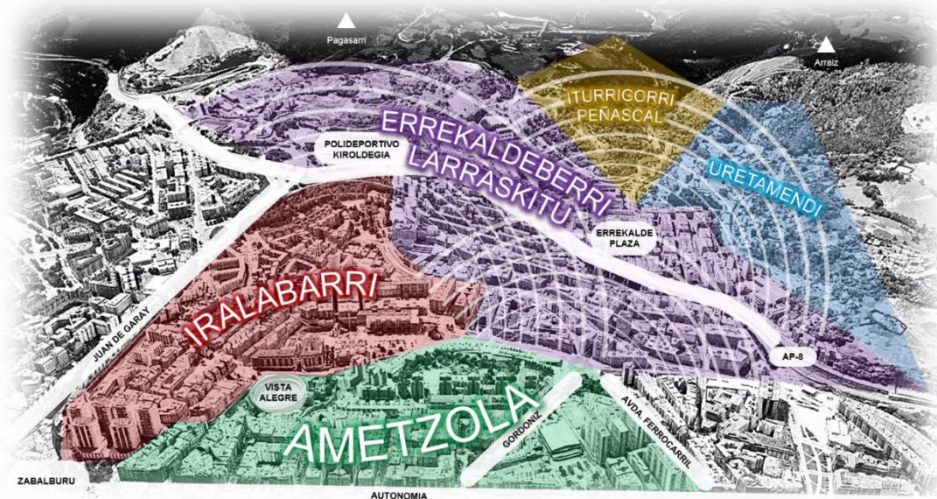 Pagasarri
Arraiz
ITURRIGORRI
PEÑASCAL
ERREKALDEBERRI
LARRASKITU
POLIDEPORTIVO
KIROLDEGIA
URETAMENDI
ERREKALDE
PLAZA
IRALABARRI
JUAN DE GARAY
AP-8
VISTA
ALEGRE
AMETZOLA
GORDONIZ
AVDA FERROCARRIL
ZABALBURU
AUTONOMIA